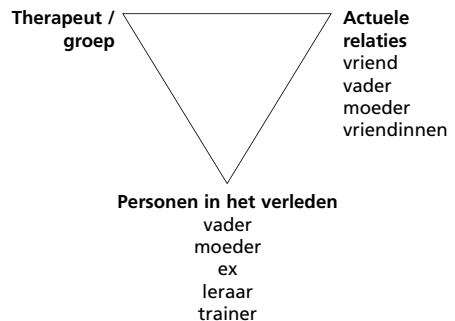 Therapeut /
groep
Actuele
relaties
vriend
vader
moeder
vriendinnen
Personen in het verleden
vader
moeder
ex
leraar
trainer